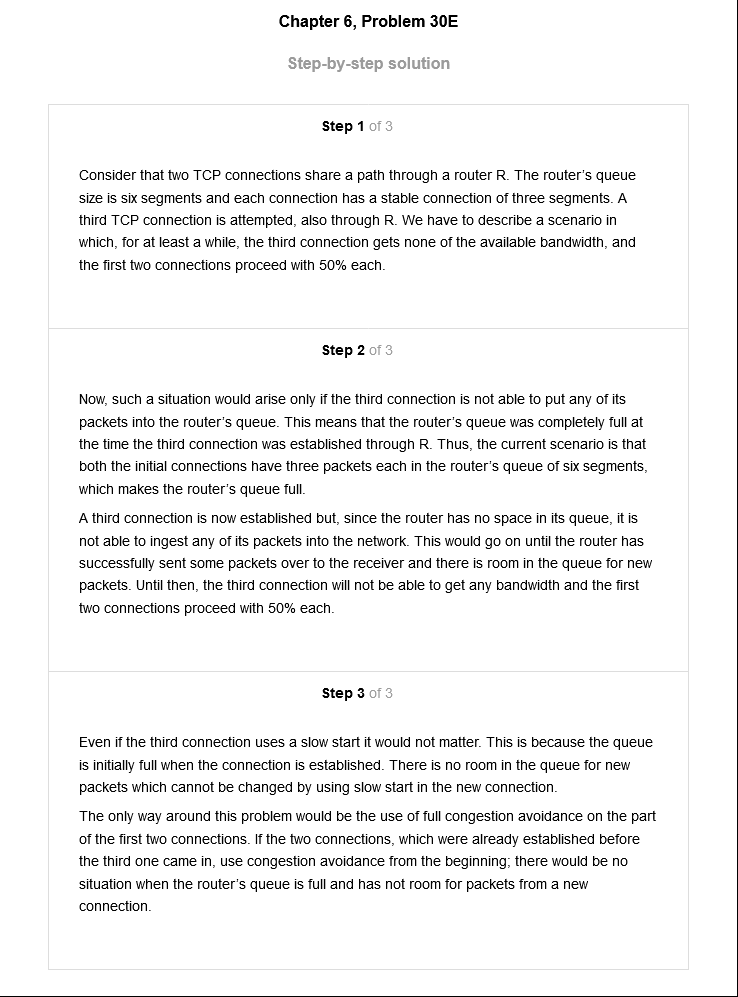 Chapter 6, Problem 30E
Step-by-step solution
Step 1 of 3
Consider that two TCP connections share a path through a router R. The router's queue
size is six segments and each connection has a stable connection of three segments. A
third TCP connection is attempted, also through R. We have to describe a scenario in
which, for at least a while, the third connection gets none of the available bandwidth, and
the first two connections proceed with 50% each.
Step 2 of 3
Now, such a situation would arise only if the third connection is not able to put any of its
packets into the router's queue. This means that the router's queue was completely full at
the time the third connection was established through R. Thus, the current scenario is that
both the initial connections have three packets each in the router's queue of six segments,
which makes the router's queue full.
A third connection is now established but, since the router has no space in its queue, it is
not able to ingest any of its packets into the network. This would go on until the router has
successfully sent some packets over to the receiver and there is room in the queue for new
packets. Until then, the third connection will not be able to get any bandwidth and the first
two connections proceed with 50% each.
Step 3 of 3
Even if the third connection uses a slow start it would not matter. This is because the queue
is initially full when the connection is established. There is no room in the queue for new
packets which cannot be changed by using slow start in the new connection.
The only way around this problem would be the use of full congestion avoidance on the part
of the first two connections. If the two connections, which were already established before
the third one came in, use congestion avoidance from the beginning; there would be no
situation when the router's queue is full and has not room for packets from a new
connection.